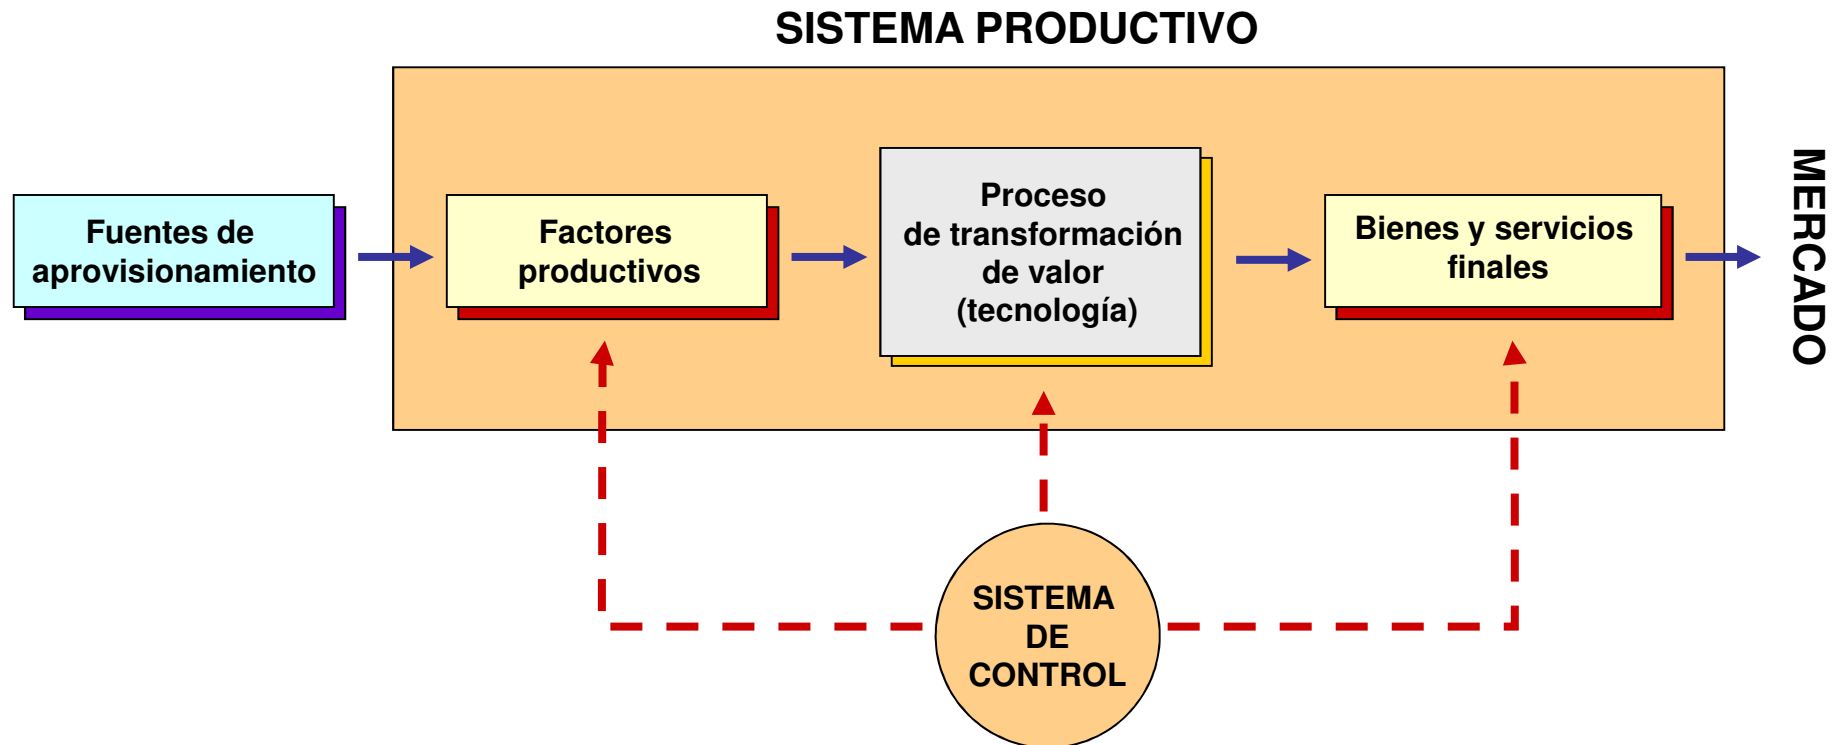 SISTEMA PRODUCTIVO
Fuentes de
aprovisionamiento
Factores
productivos
Proceso
de transformación
de valor
(tecnología)
Bienes y servicios
finales
MERCADO
SISTEMA
DE
CONTROL